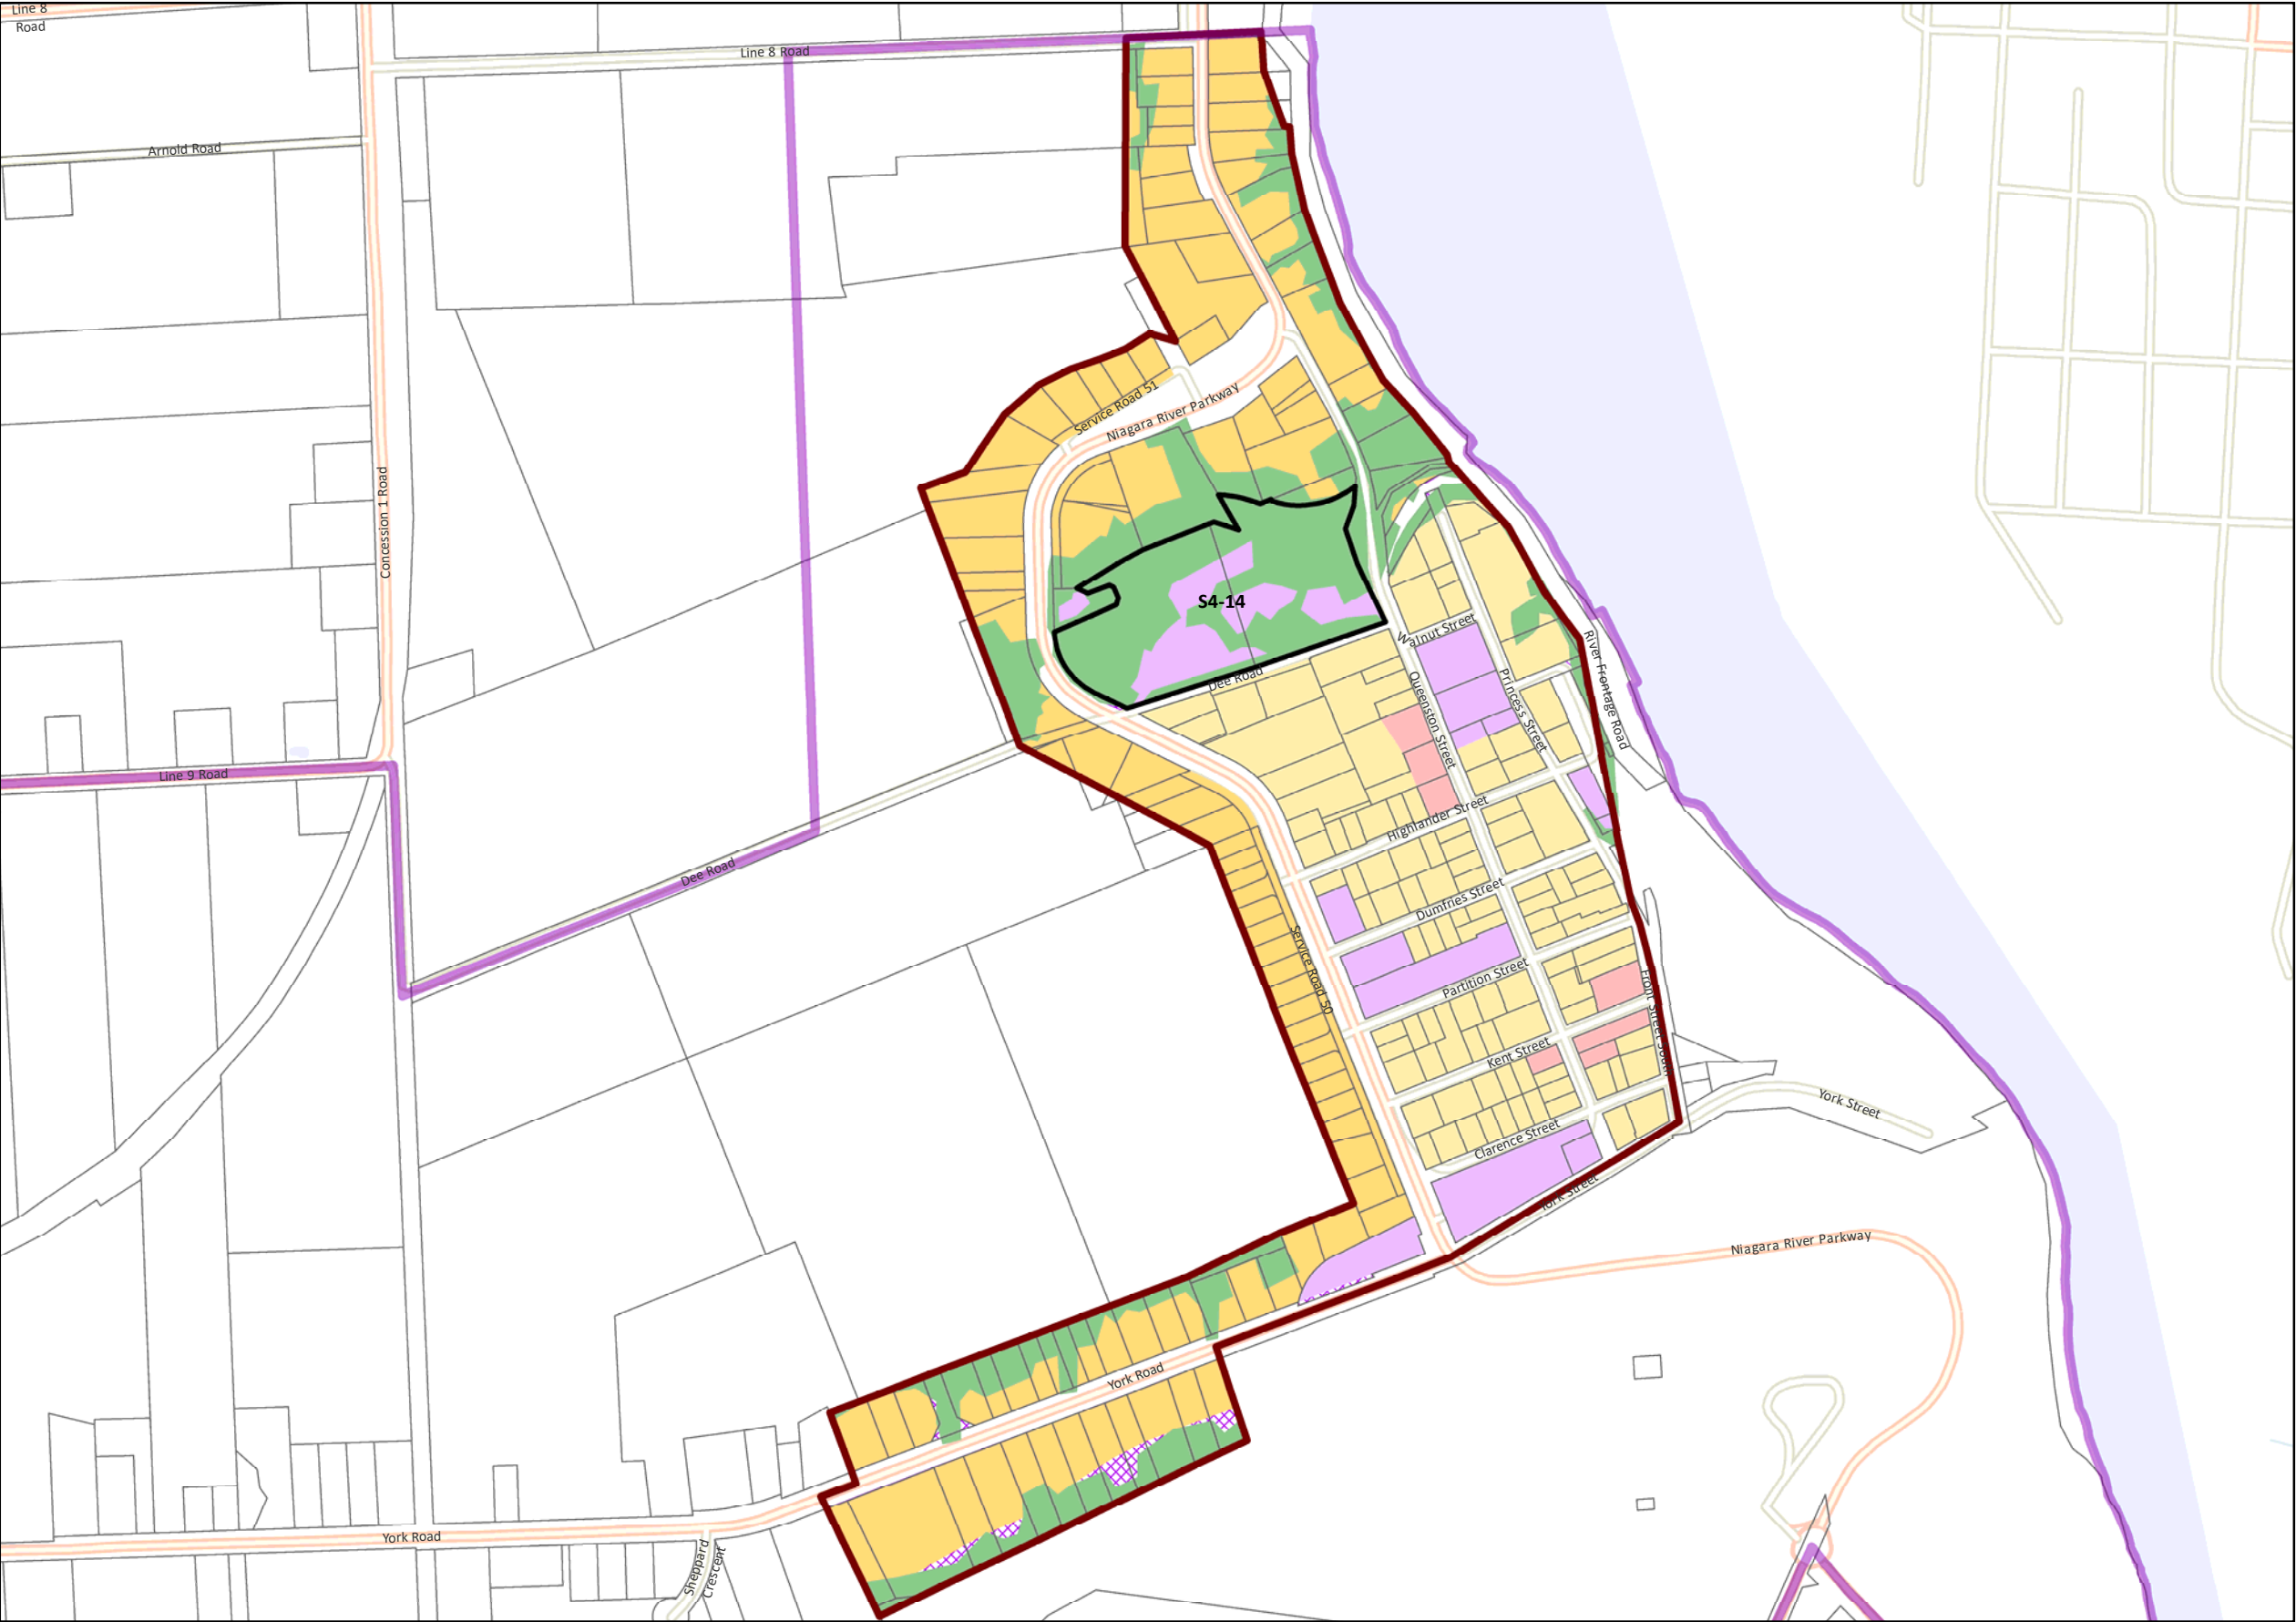 Line 8
Road
Line 8 Road
Arnold Road
Service Road 51
Niagara River Parkway
Concession 1 Road
S4-14
Walnut Street
Dee Road
Queenston Street
Princess Street
River Frontage Road
Line 9 Road
Highlander Street
Dee Road
Dumfries Street
Service Road 50
Partition Street
Front Street South
Kent Street
York Street
Clarence Street
York Street
Niagara River Parkway
York Road
York Road
Sheppard
Crescent